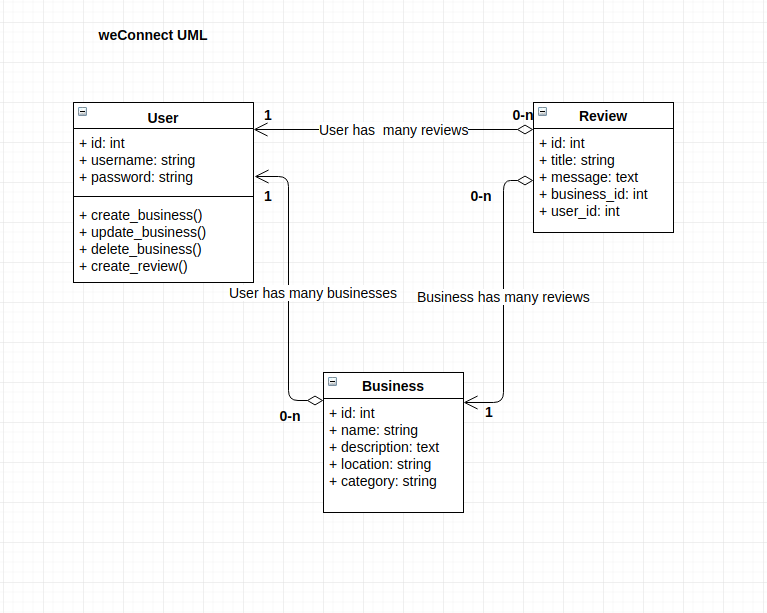 weConnect UML
User
+ id: int
+ username: string
+ password: string
+ create_business()
+ update_business()
+ delete_business()
+ create_review()
1
User has  many reviews
0-n
Review
+ id: int
+ title: string
+ message: text
+ business_id: int
+ user_id: int
1
0-n
User has many businesses
Business has many reviews
Business
+ id: int
+ name: string
+ description: text
+ location: string
+ category: string
0-n
1